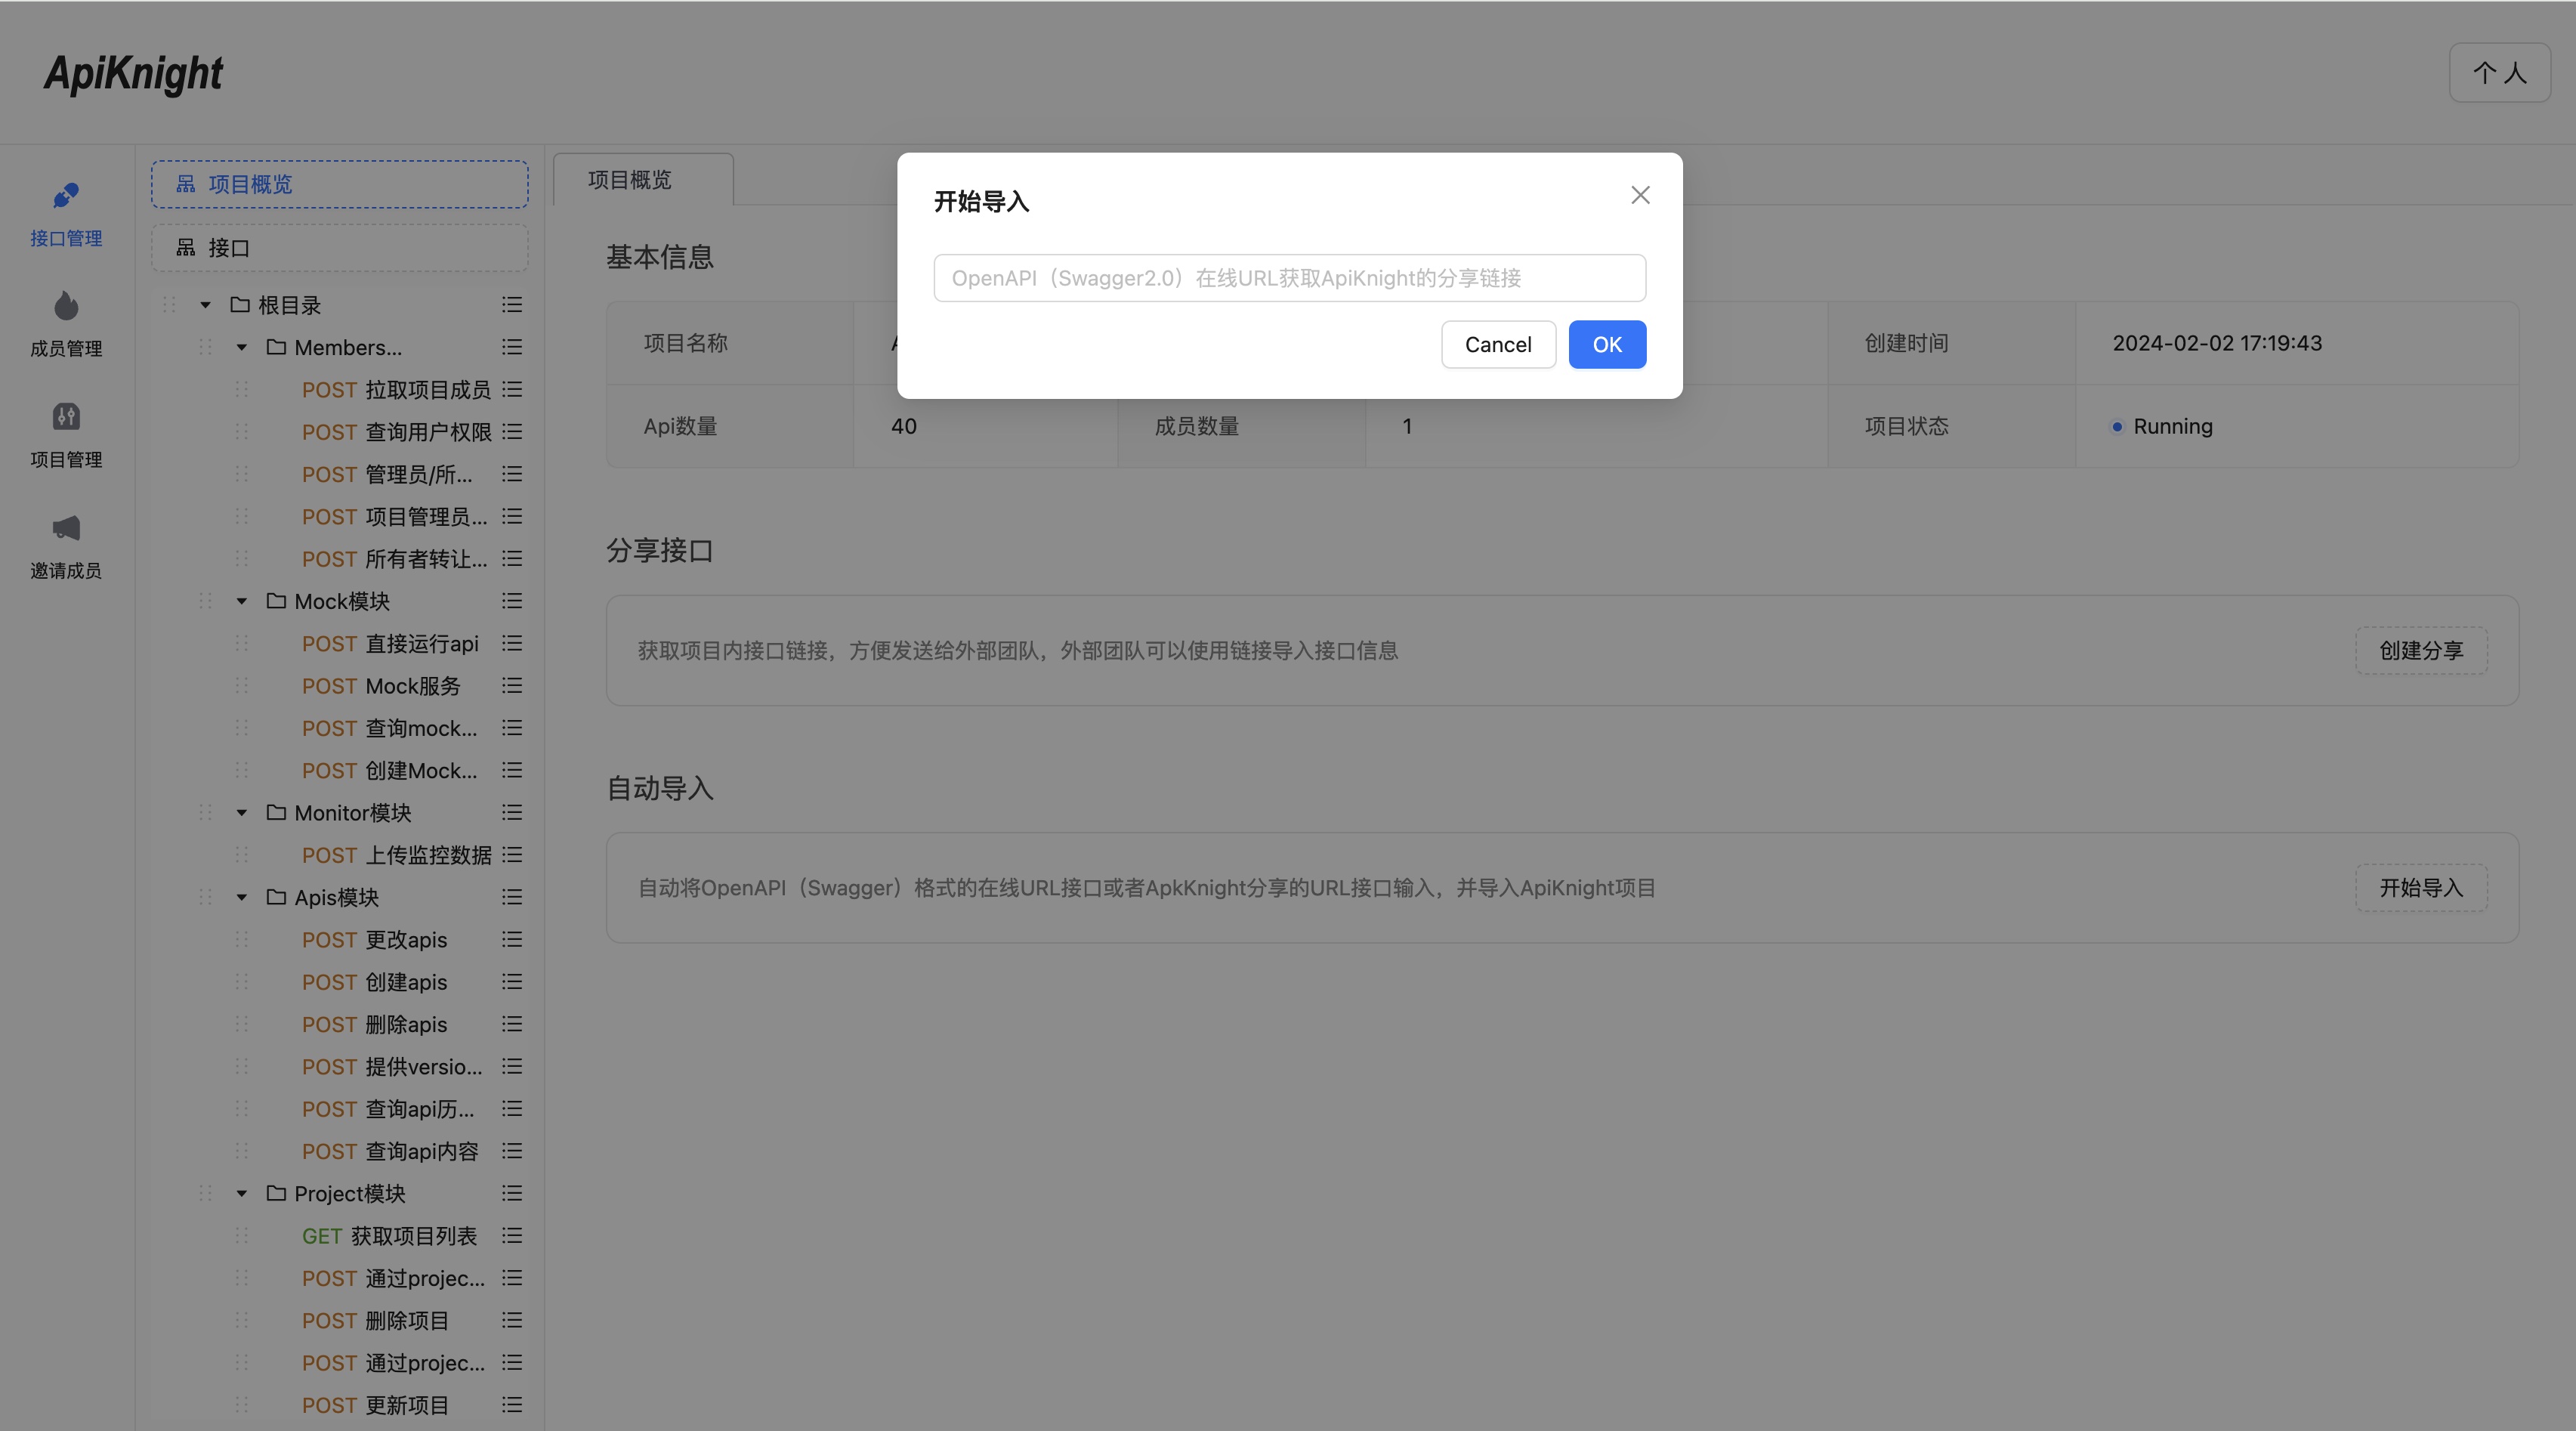 ApiKnight
个 人
接口管理
成员管理
项目管理
邀请成员
项目概览
接口
根目录
Members...
POST 拉取项目成员
POST 查询用户权限
POST 管理员/所...
POST 项目管理员...
POST 所有者转让...
Mock模块
POST 直接运行api
POST Mock服务
POST 查询mock...
POST 创建Mock...
Monitor模块
POST 上传监控数据
Apis模块
POST 更改apis
POST 创建apis
POST 删除apis
POST 提供versio...
POST 查询api历...
POST 查询api内容
Project模块
GET 获取项目列表
POST 通过projec...
POST 删除项目
POST 通过projec...
POST 更新项目
项目概览
开始导入
OpenAPI（Swagger2.0）在线URL获取ApiKnight的分享链接
Cancel
OK
基本信息
项目名称
创建时间
2024-02-02 17:19:43
Api数量
40
成员数量
1
项目状态
Running
分享接口
获取项目内接口链接，方便发送给外部团队，外部团队可以使用链接导入接口信息
创建分享
自动导入
自动将OpenAPI（Swagger）格式的在线URL接口或者ApkKnight分享的URL接口输入，并导入ApiKnight项目
开始导入